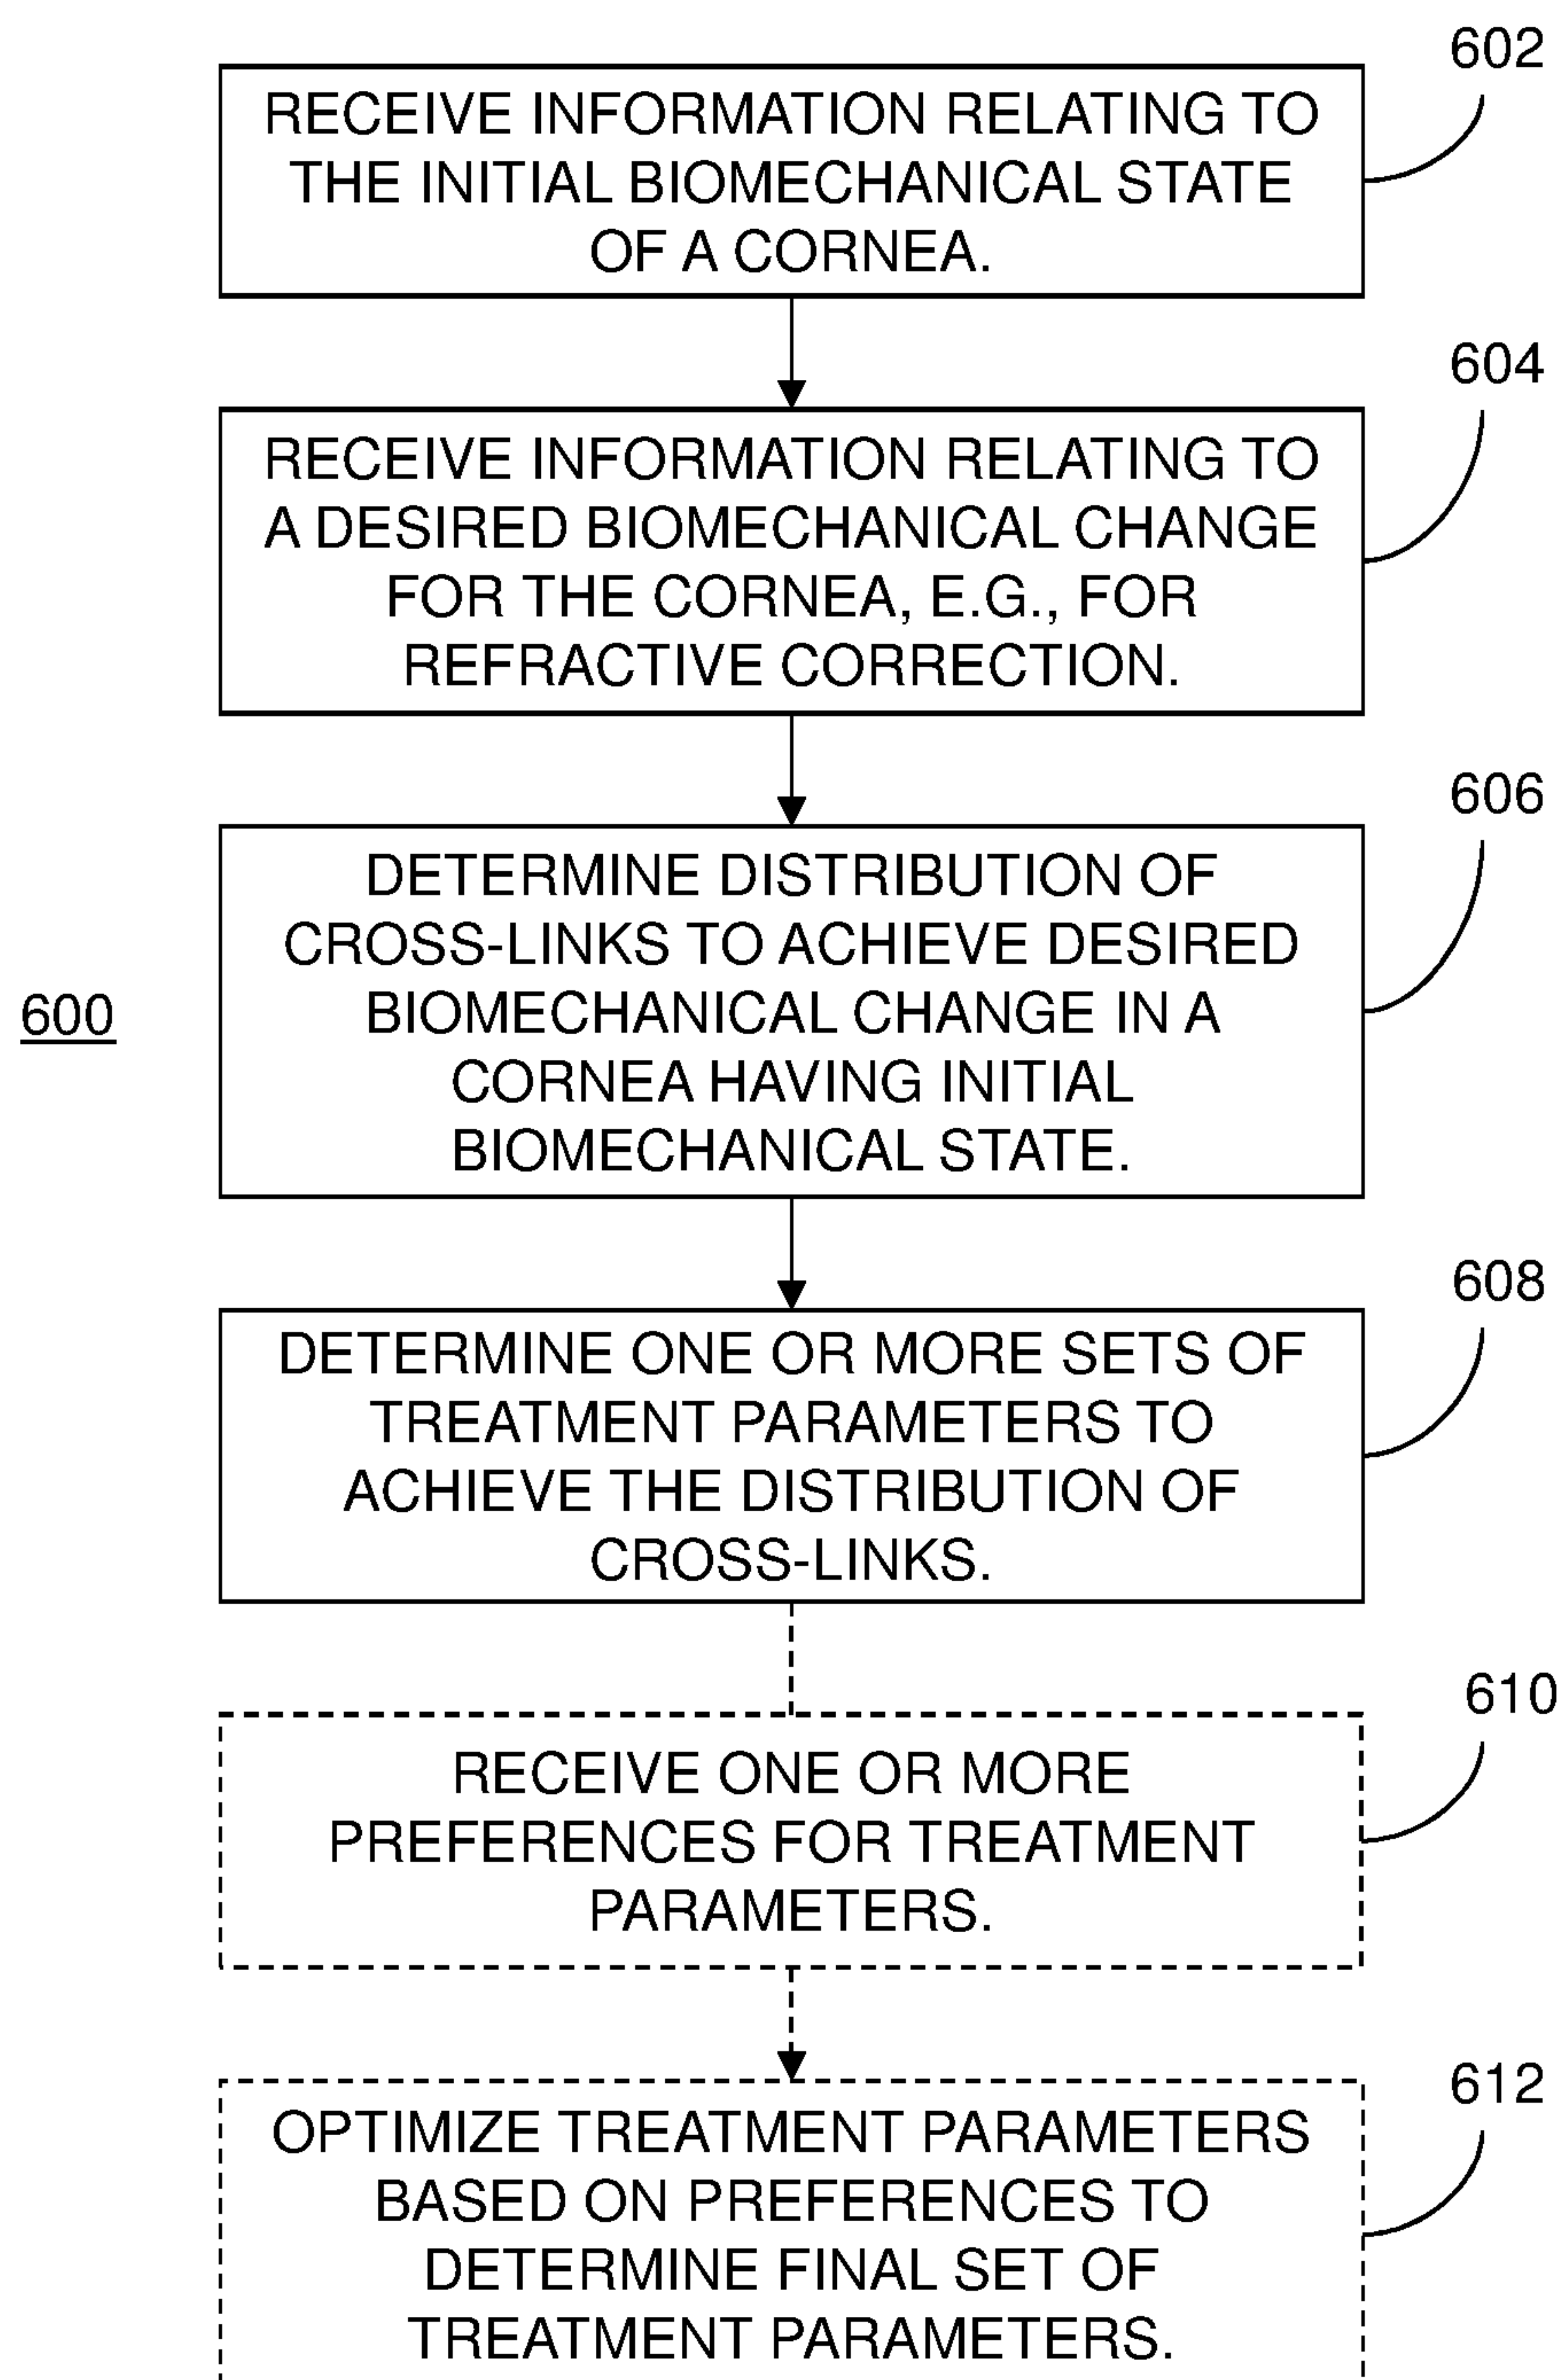 602
RECEIVE INFORMATION RELATING TO
THE INITIAL BIOMECHANICAL STATE
OF A CORNEA.
604
RECEIVE INFORMATION RELATING TO
A DESIRED BIOMECHANICAL CHANGE
FOR THE CORNEA, E.G., FOR
REFRACTIVE CORRECTION.
606
DETERMINE DISTRIBUTION OF
CROSS-LINKS TO ACHIEVE DESIRED
BIOMECHANICAL CHANGE IN A
CORNEA HAVING INITIAL
BIOMECHANICAL STATE.
600
608
DETERMINE ONE OR MORE SETS OF
TREATMENT PARAMETERS TO
ACHIEVE THE DISTRIBUTION OF
CROSS-LINKS.
610
RECEIVE ONE OR MORE
PREFERENCES FOR TREATMENT
PARAMETERS.
612
OPTIMIZE TREATMENT PARAMETERS
BASED ON PREFERENCES TO
DETERMINE FINAL SET OF
TREATMENT PARAMETERS.